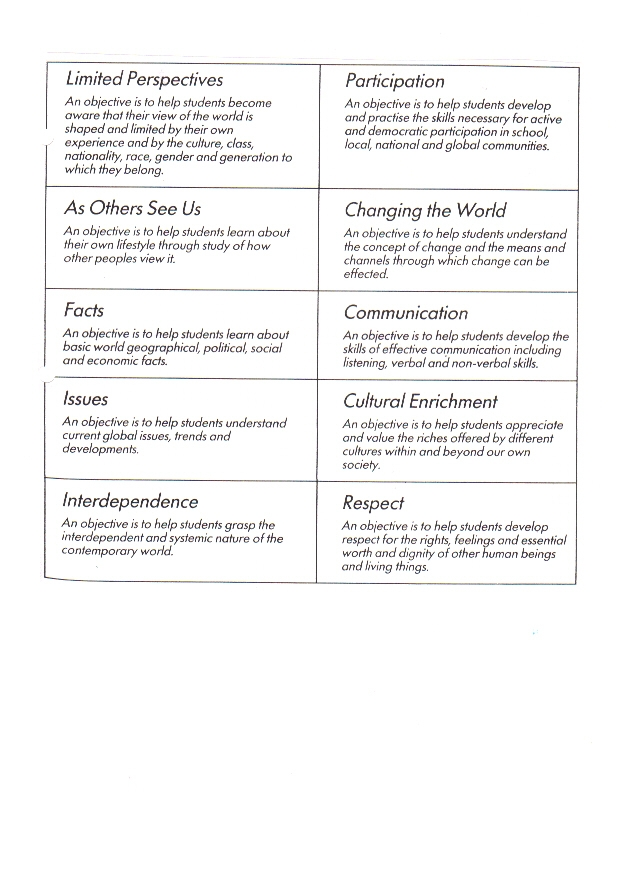 Limited Perspectives
An objective is to help students become
aware that their view of the world is
shaped and limited by their own
experience and by the culture, class,
nationality, race, gender and generation to
which they belong.
Participation
An objective is to help students develop
and practise the skills necessary for active
and democratic participation in school,
local, national and global communities.
As Others See Us
An objective is to help students learn about
their own lifestyle through study of how
other peoples view it.
Changing the World
An objective is to help students understand
the concept of change and the means and
channels through which change can be
effected.
Facts
An objective is to help students learn about
basic world geographical, political, social
and economic facts.
Communication
An objective is to help students develop the
skills of effective communication including
listening, verbal and non-verbal skills.
Issues
An objective is to help students understand
current global issues, trends and
developments.
Cultural Enrichment
An objective is to help students appreciate
and value the riches offered by different
cultures within and beyond our own
society.
Interdependence
An objective is to help students grasp the
interdependent and systemic nature of the
contemporary world.
Respect
An objective is to help students develop
respect for the rights, feelings and essential
worth and dignity of other human beings
and living things.